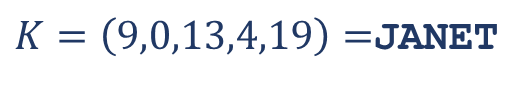 K = (9,0,13,4,19) =JANET